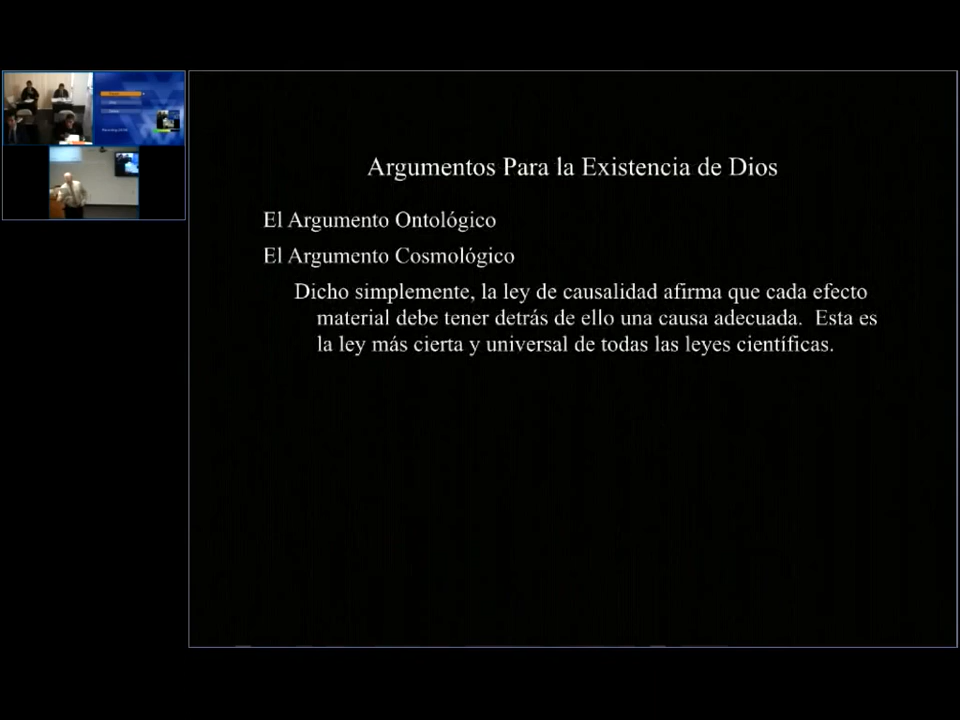 Argumentos Para la Existencia de Dios
El Argumento Ontológico
El Argumento Cosmológico
Dicho simplemente, la ley de causalidad afirma que cada efecto
material debe tener detrás de ello una causa adecuada.  Esta es
la ley más cierta y universal de todas las leyes científicas.